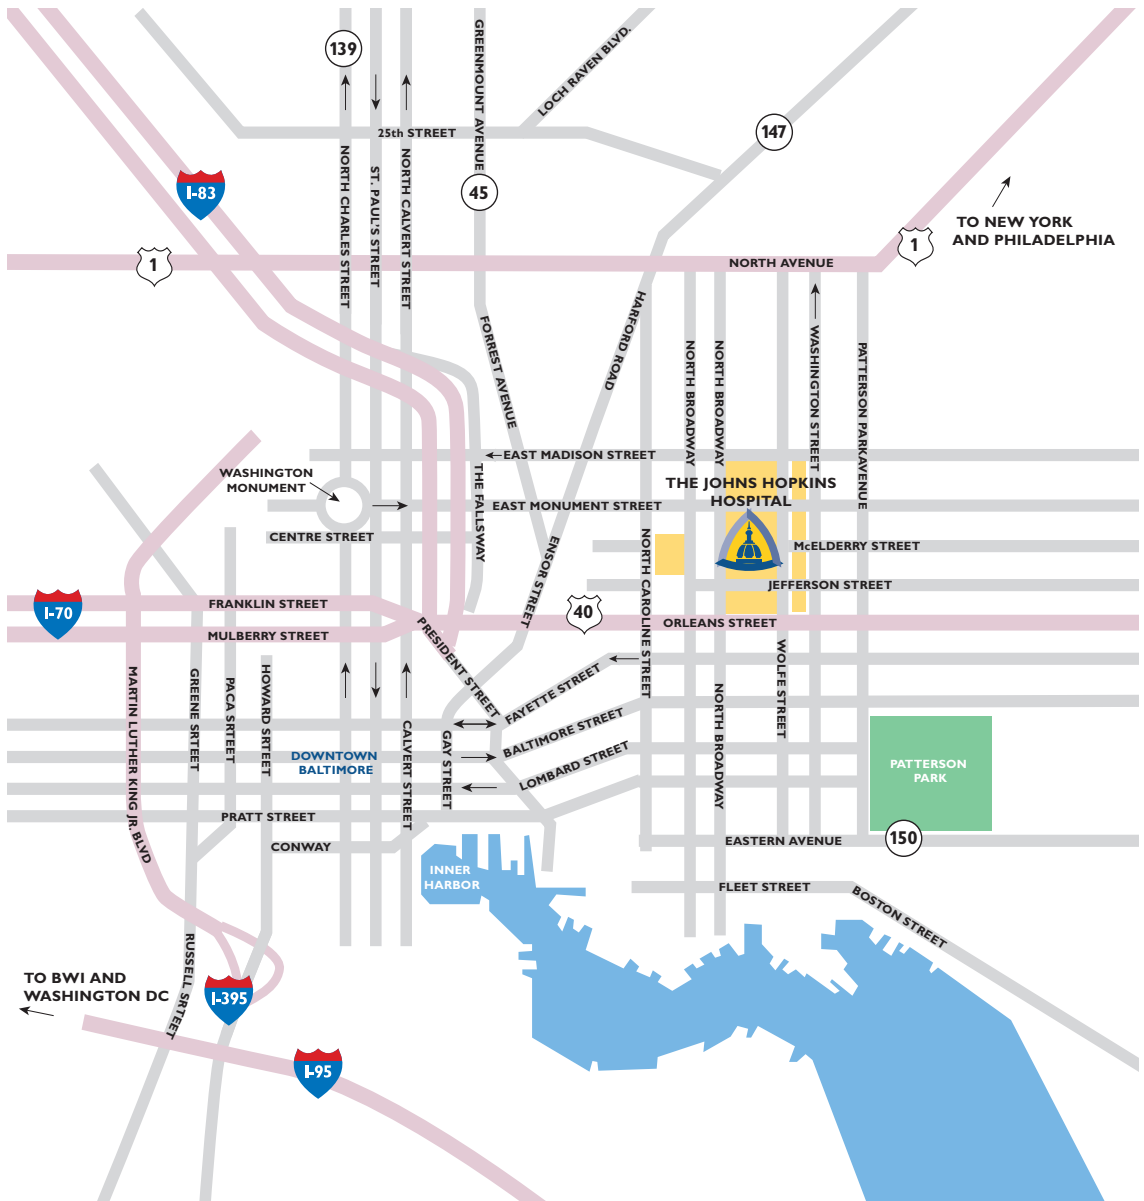 139
GREENMOUNT AVENUE
LOCH RAVEN BLVD.
25th STREET
147
I-83
NORTH CHARLES STREET
ST. PAUL'S STREET
NORTH CALVERT STREET
45
TO NEW YORK
AND PHILADELPHIA
1
1
NORTH AVENUE
HARFORD ROAD
FORREST AVENUE
NORTH BROADWAY
NORTH BROADWAY
WASHINGTON STREET
PATTERSON PARKAVENUE
EAST MADISON STREET
WASHINGTON
MONUMENT
THE FALLSWAY
THE JOHNS HOPKINS
HOSPITAL
EAST MONUMENT STREET
CENTRE STREET
ENSOR STREET
NORTH CAROLINE STREET
McELDERRY STREET
JEFFERSON STREET
I-70
FRANKLIN STREET
40
ORLEANS STREET
MULBERRY STREET
PRESIDENT STREET
WOLFE STREET
MARTIN LUTHER KING JR. BLVD
GREENE SRTEET
PACA SRTEET
HOWARD SRTEET
FAYETTE STREET
NORTH BROADWAY
CALVERT STREET
GAY STREET
BALTIMORE STREET
DOWNTOWN
BALTIMORE
LOMBARD STREET
PATTERSON
PARK
PRATT STREET
CONWAY
EASTERN AVENUE
150
INNER
HARBOR
FLEET STREET
BOSTON STREET
RUSSELL SRTEET
TO BWI AND
WASHINGTON DC
I-395
I-95